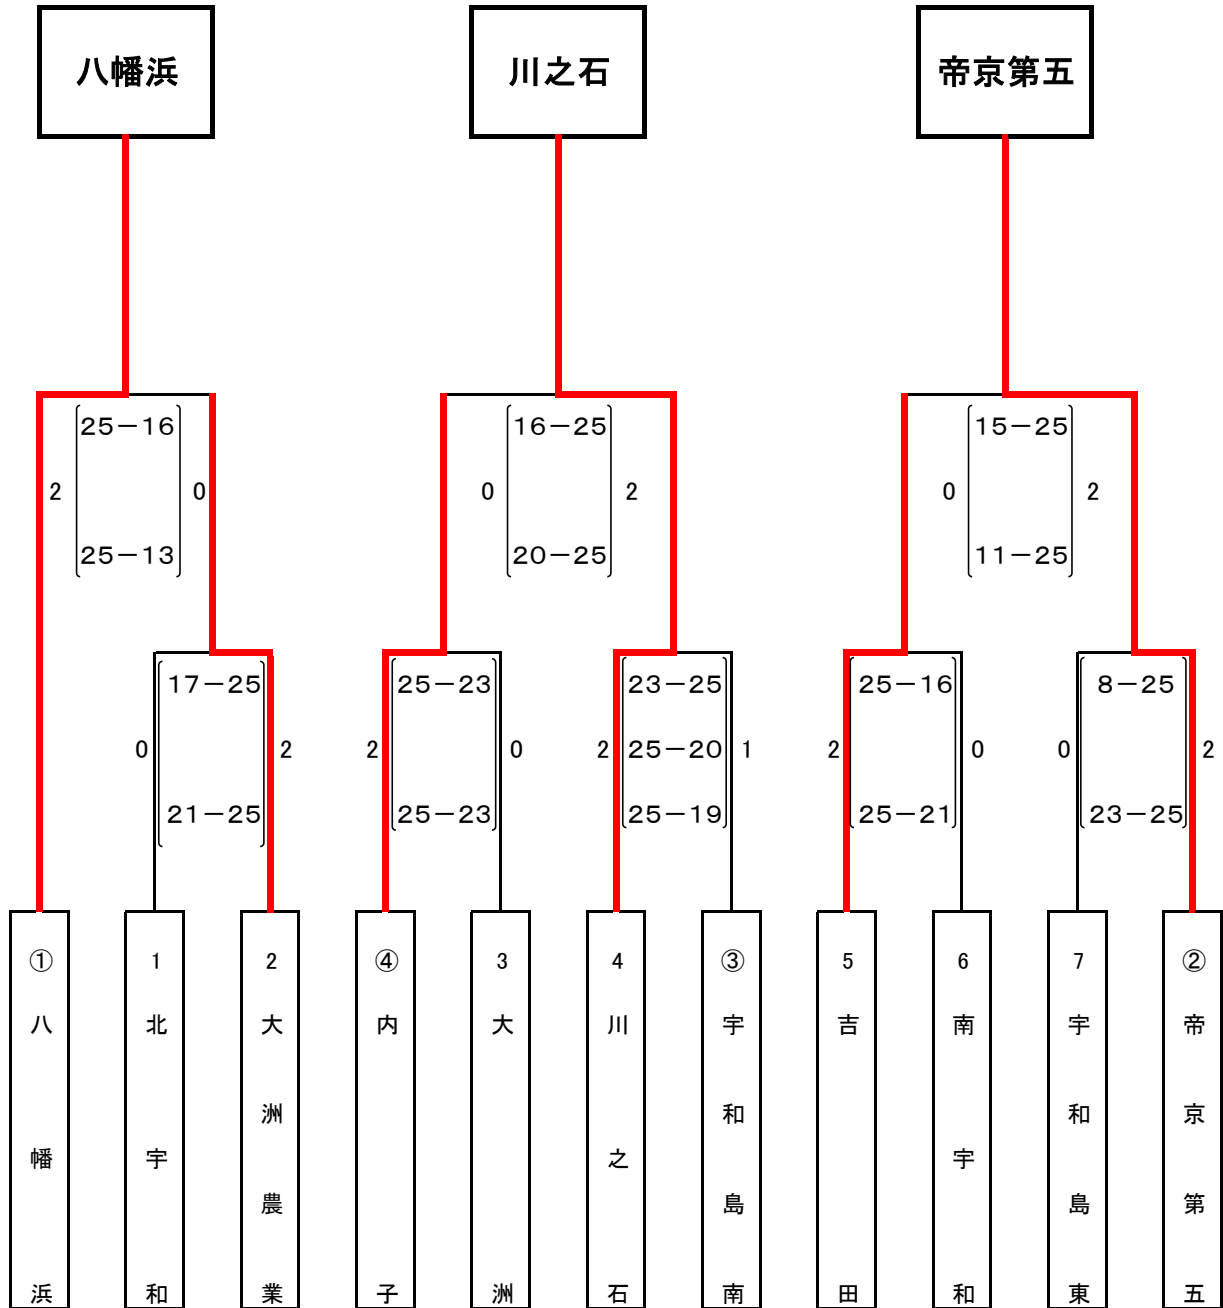 八幡浜 川之石 帝京第五
25－16 16－25 15－25
2 0 0 2 0 2
25－13 20－25 11－25
17－25 25－23 23－25 25－16 8－25
0 2 2 0 2 25－20 1 2 0 0 2
21－25 25－23 25－19 25－21 23－25
① 1 2 ④ 3 4 ③ 5 6 7 ②
八幡浜
北宇和
大洲農業
内子
大洲
川之石
宇和島南
吉田
南宇和
宇和島東
帝京第五